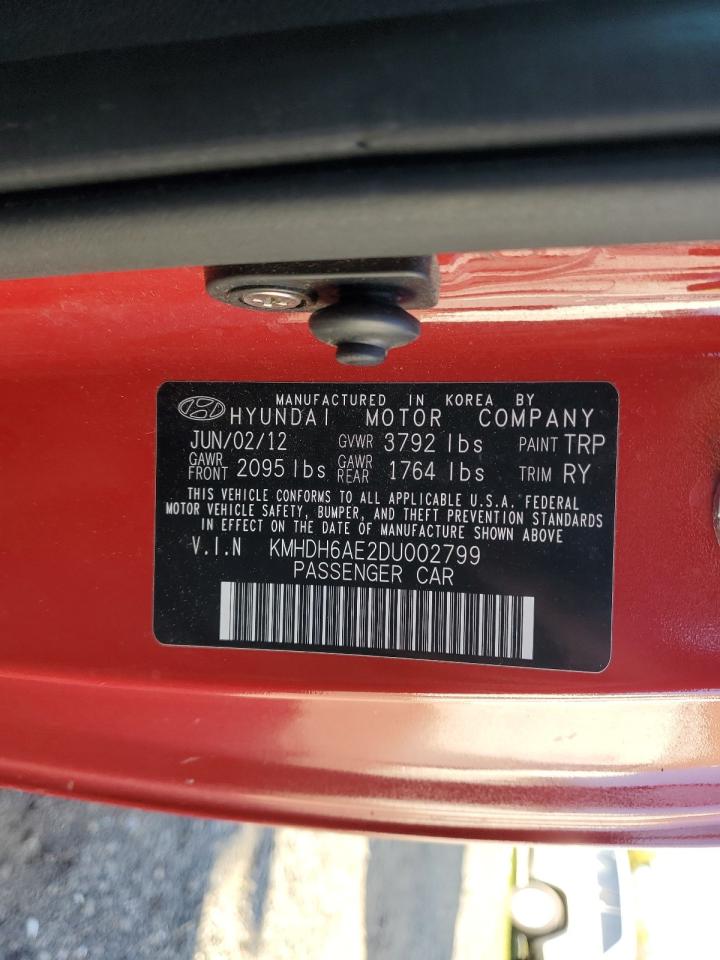 MANUFACTURED IN KOREA BY
HYUNDAI MOTOR COMPANY
JUN/02/12 GVWR 3792 lbs PAINT TRP
GAWR FRONT 2095 lbs GAWR REAR 1764 lbs TRIM RY
THIS VEHICLE CONFORMS TO ALL APPLICABLE U.S.A. FEDERAL
MOTOR VEHICLE SAFETY, BUMPER, AND THEFT PREVENTION STANDARDS
IN EFFECT ON THE DATE OF MANUFACTURE SHOWN ABOVE
V.I.N KMHDH6AE2DU002799
PASSENGER CAR